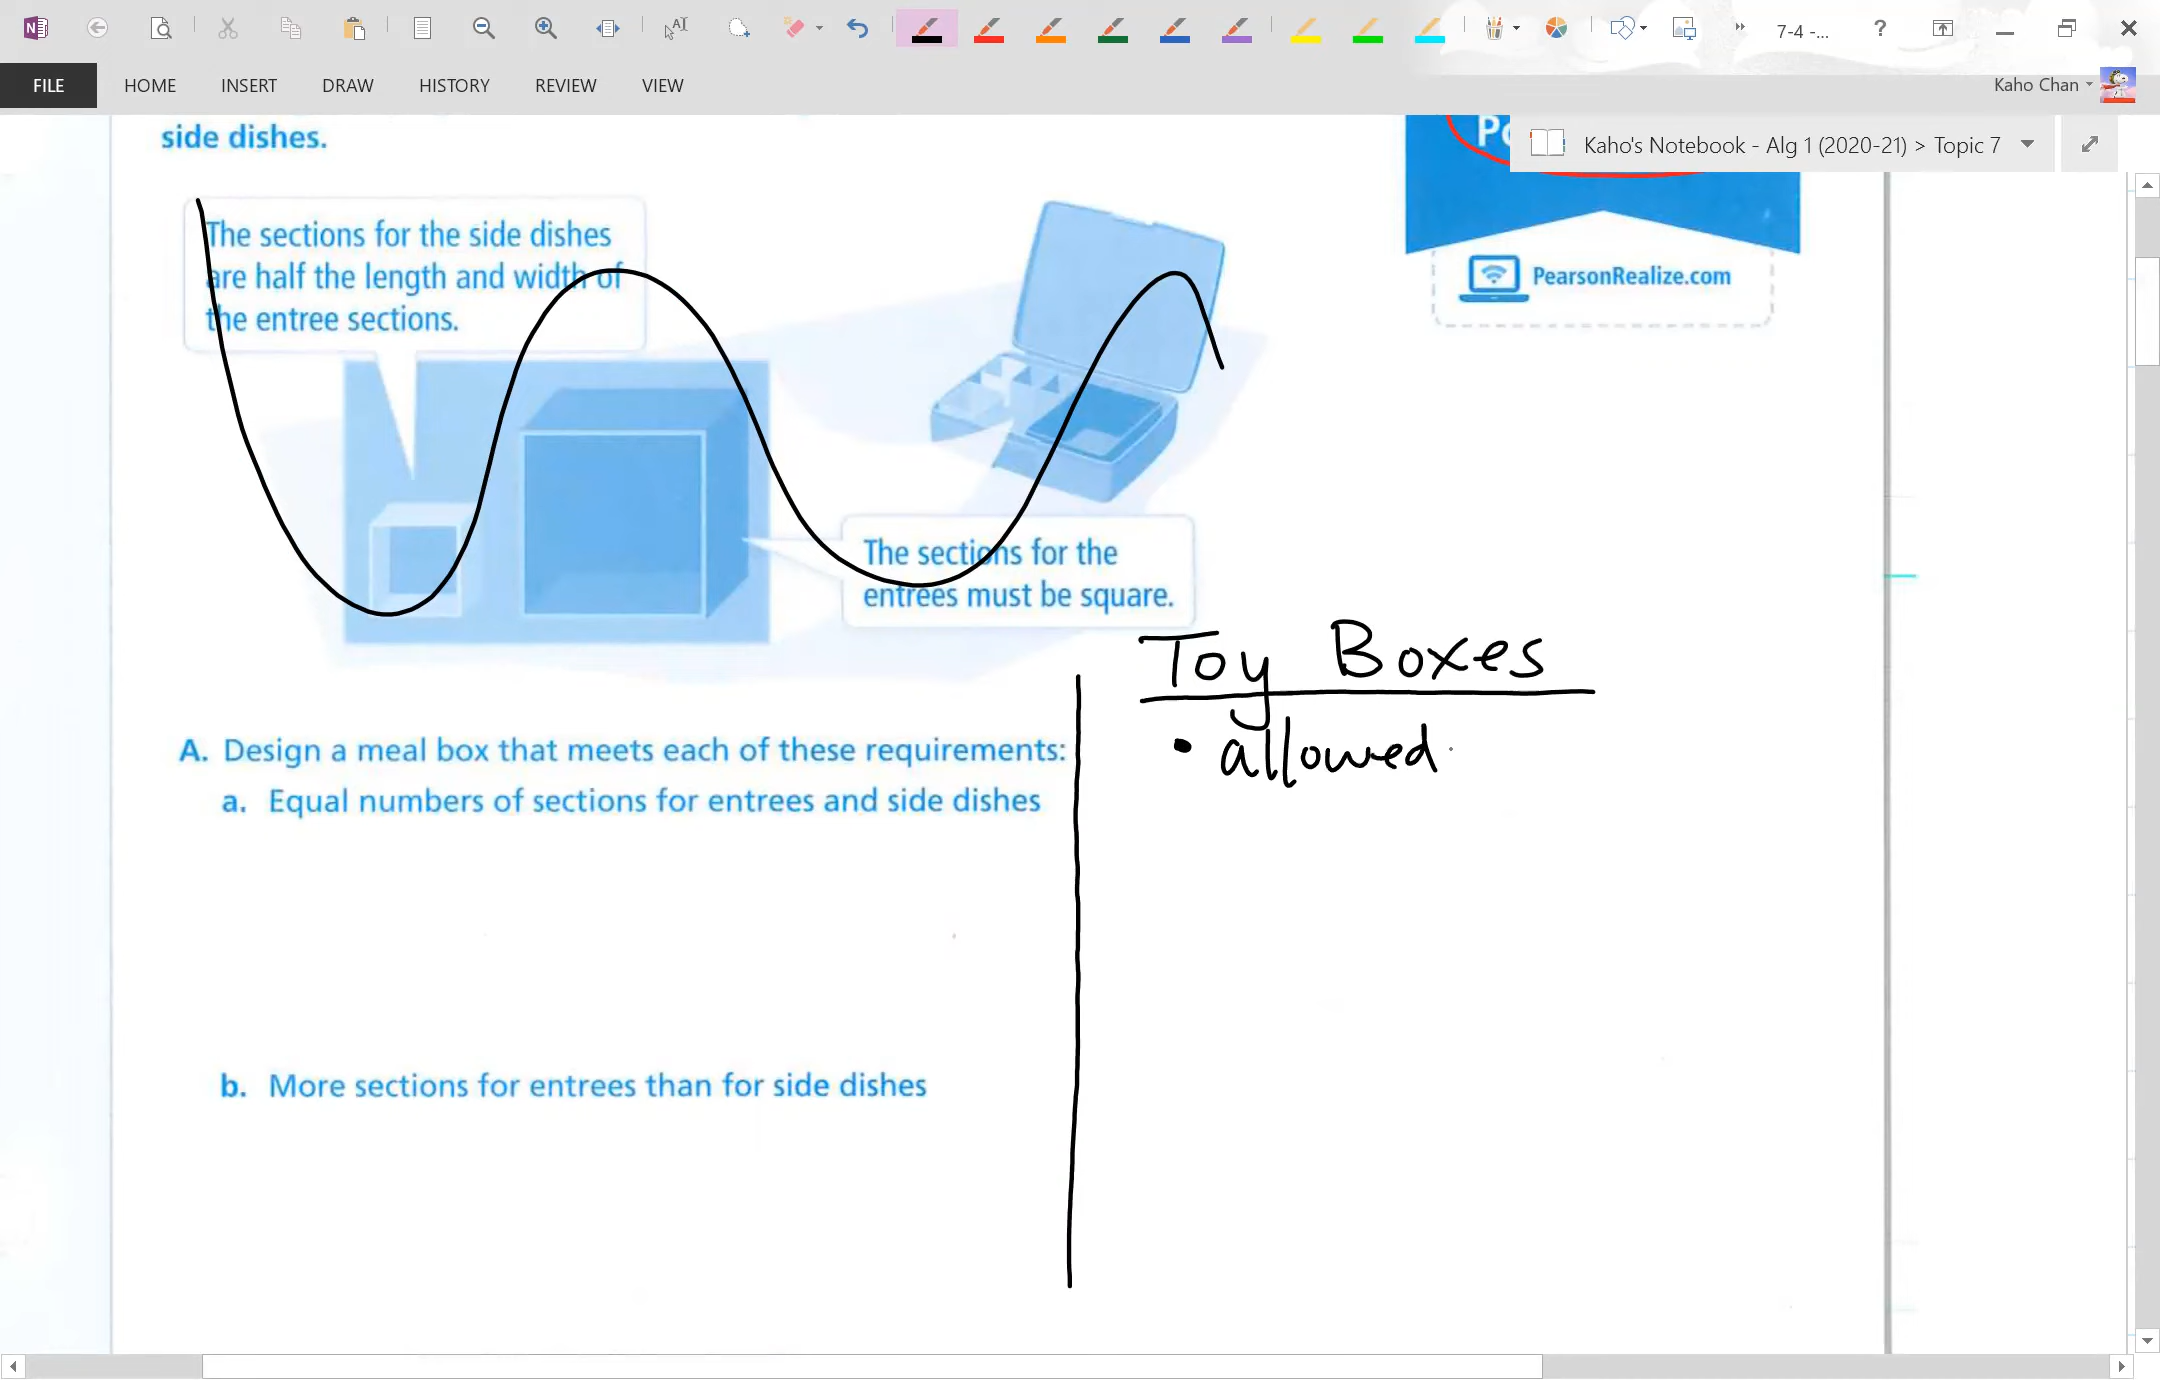 7-4 -...
?
FILE
HOME
INSERT
DRAW
HISTORY
REVIEW
VIEW
Kaho Chan
side dishes.
Kaho's Notebook - Alg 1 (2020-21) > Topic 7
The sections for the side dishes
are half the length and width of
the entree sections.
PearsonRealize.com
The sections for the
entrees must be square.
Toy Boxes
• allowed
A. Design a meal box that meets each of these requirements:
a. Equal numbers of sections for entrees and side dishes
b. More sections for entrees than for side dishes